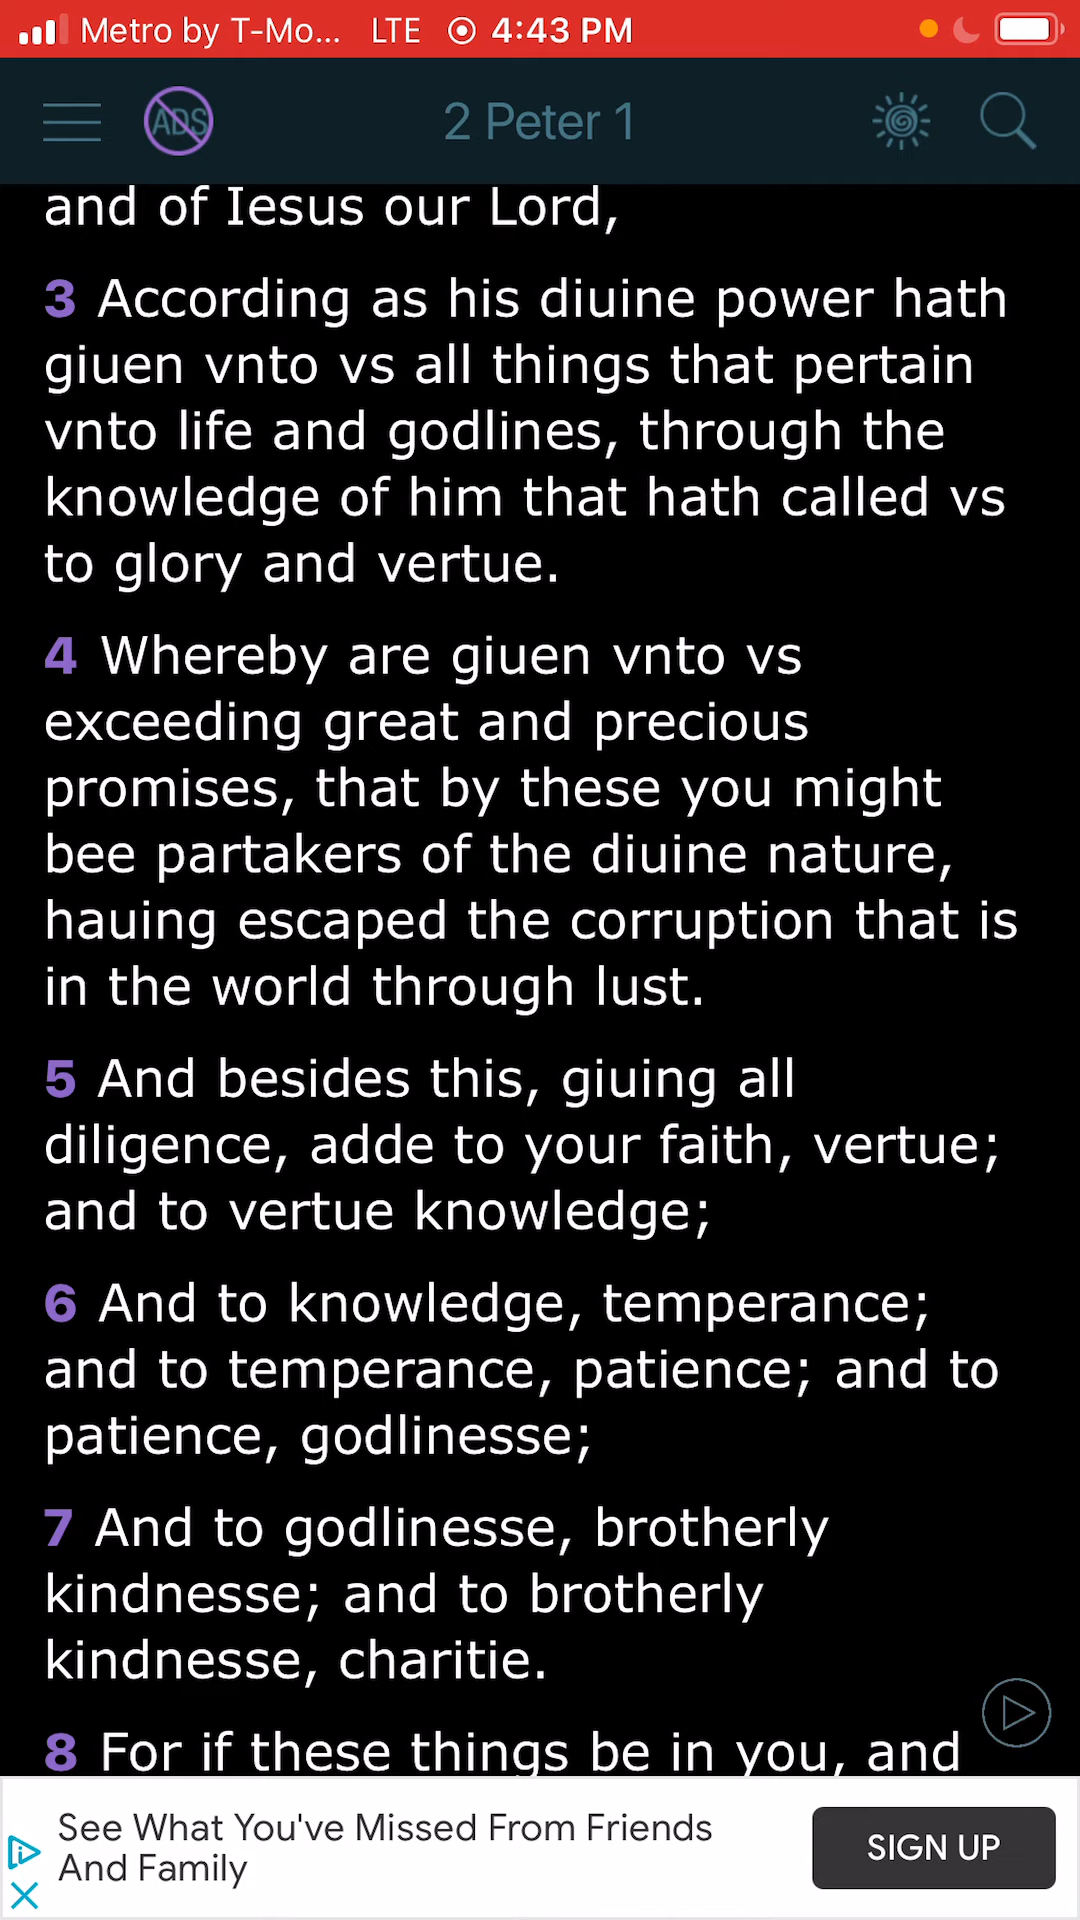 Metro by T-Mo... LTE 4:43 PM
ADS 2 Peter 1
and of Iesus our Lord,
3 According as his diuine power hath
giuen vnto vs all things that pertain
vnto life and godlines, through the
knowledge of him that hath called vs
to glory and vertue.
4 Whereby are giuen vnto vs
exceeding great and precious
promises, that by these you might
bee partakers of the diuine nature,
hauing escaped the corruption that is
in the world through lust.
5 And besides this, giuing all
diligence, adde to your faith, vertue;
and to vertue knowledge;
6 And to knowledge, temperance;
and to temperance, patience; and to
patience, godlinesse;
7 And to godlinesse, brotherly
kindnesse; and to brotherly
kindnesse, charitie.
8 For if these things be in you, and
See What You've Missed From Friends
And Family
SIGN UP